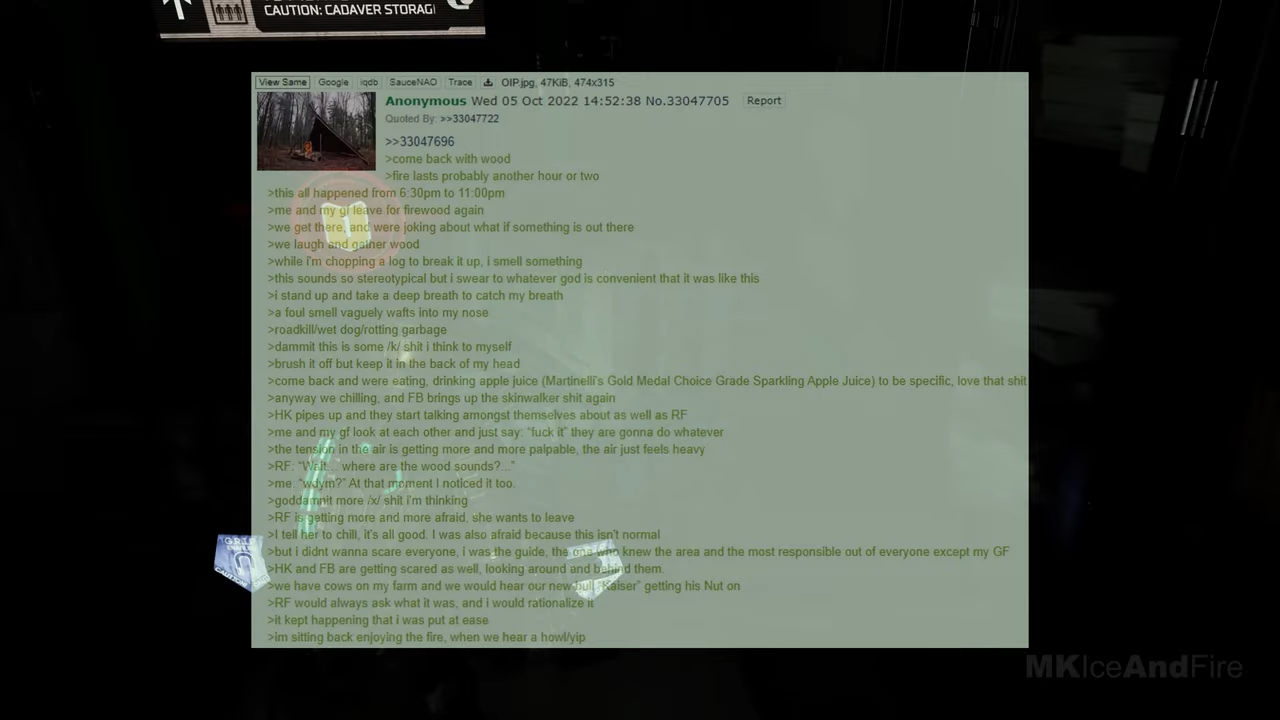 CAUTION: CADAVER STORAG
View Same Google iqdb SauceNAO Trace OIP.jpg, 47KiB, 474x315
Anonymous Wed 05 Oct 2022 14:52:38 No.33047705 Report
Quoted By: >>33047722
>>33047696
>come back with wood
>fire lasts probably another hour or two
>this all happened from 6:30pm to 11:00pm
>me and my gf leave for firewood again
>we get there, and were joking about what if something is out there
>we laugh and gather wood
>while i'm chopping a log to break it up, i smell something
>this sounds so stereotypical but i swear to whatever god is convenient that it was like this
>i stand up and take a deep breath to catch my breath
>a foul smell vaguely wafts into my nose
>roadkill/wet dog/rotting garbage
>dammit this is some /k/ shit i think to myself
>brush it off but keep it in the back of my head
>come back and were eating, drinking apple juice (Martinelli's Gold Medal Choice Grade Sparkling Apple Juice) to be specific, love that shit
>anyway we chilling, and FB brings up the skinwalker shit again
>HK pipes up and they start talking amongst themselves about as well as RF
>me and my gf look at each other and just say: “fuck it” they are gonna do whatever
>the tension in the air is getting more and more palpable, the air just feels heavy
>RF: “Wait... where are the wood sounds?...”
>me: “wdym?” At that moment I noticed it too.
>goddamnit more /x/ shit i'm thinking
>RF is getting more and more afraid, she wants to leave
>I tell her to chill, it's all good. I was also afraid because this isn't normal
>but i didnt wanna scare everyone, i was the guide, the one who knew the area and the most responsible out of everyone except my GF
>HK and FB are getting scared as well, looking around and behind them.
>we have cows on my farm and we would hear our new bull “Kaiser” getting his Nut on
>RF would always ask what it was, and i would rationalize it
>it kept happening that i was put at ease
>im sitting back enjoying the fire, when we hear a howl/yip
MKIceAndFire